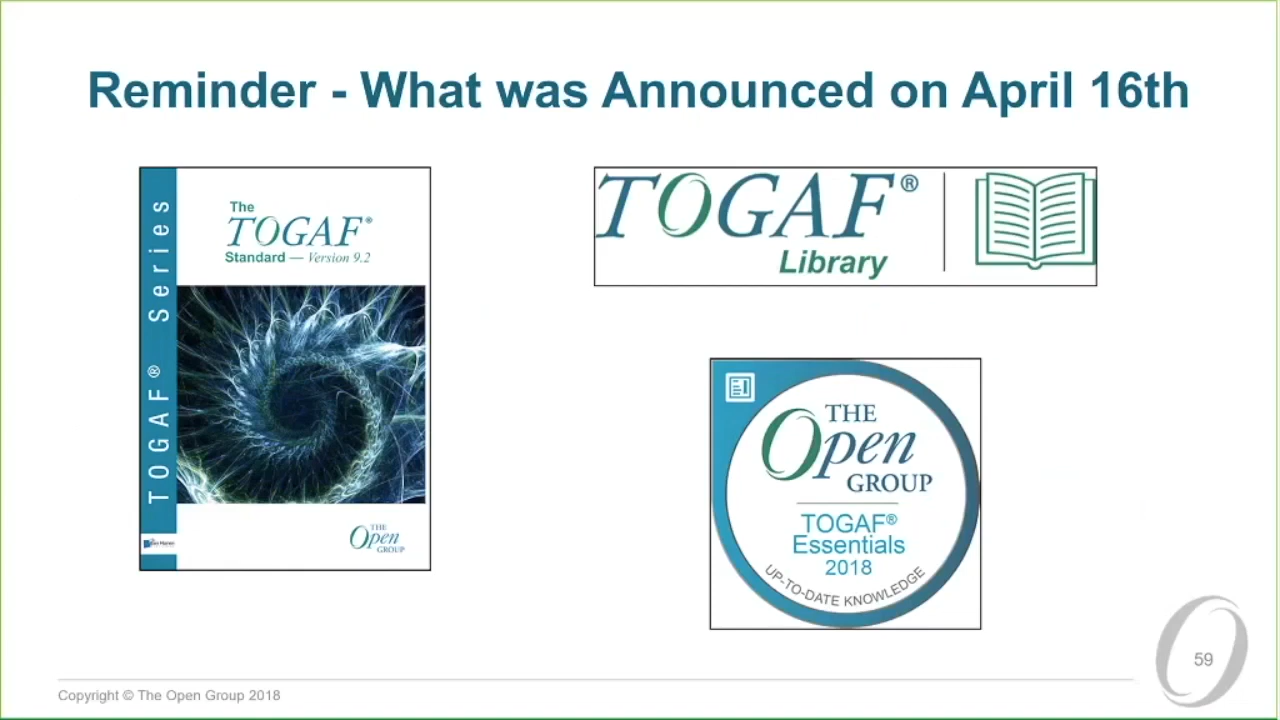 Reminder - What was Announced on April 16th
TOGAF® Series
The
TOGAF®
Standard — Version 9.2
THE
Open
GROUP
TOGAF®
Library
THE
Open
GROUP
TOGAF®
Essentials
2018
UP-TO-DATE KNOWLEDGE
59
Copyright © The Open Group 2018